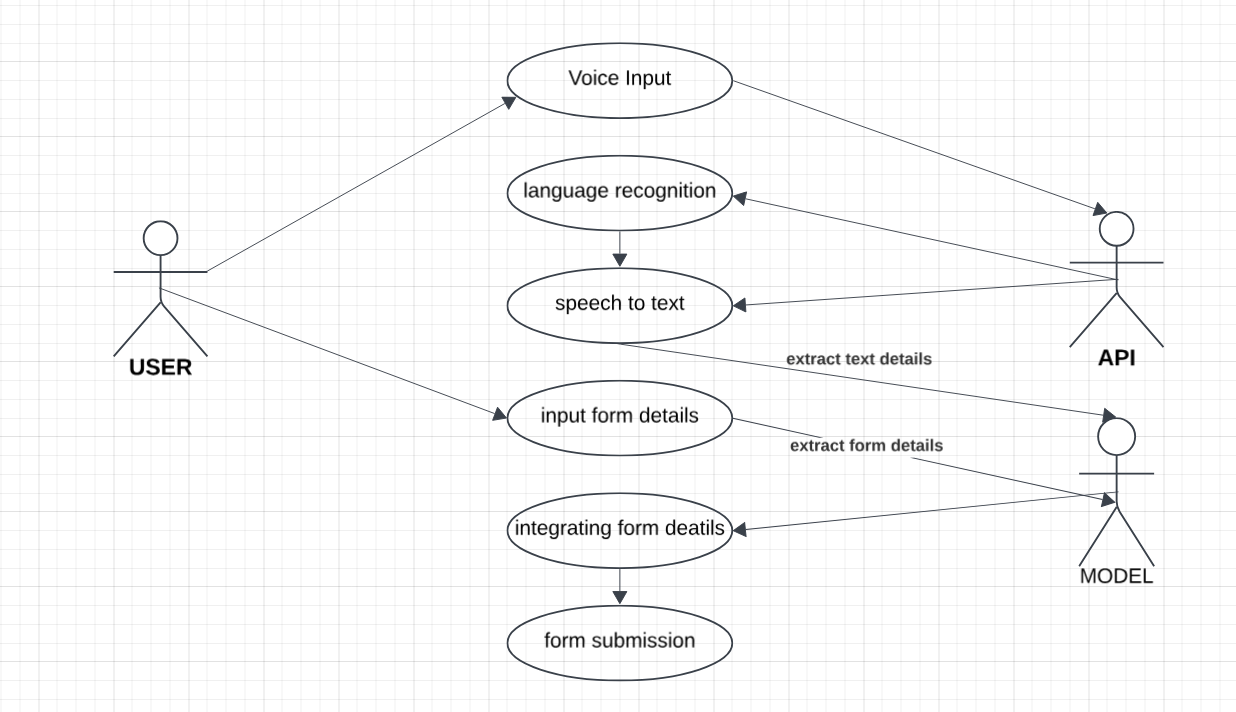 Voice Input
language recognition
speech to text
USER
API
extract text details
input form details
extract form details
integrating form deatils
MODEL
form submission